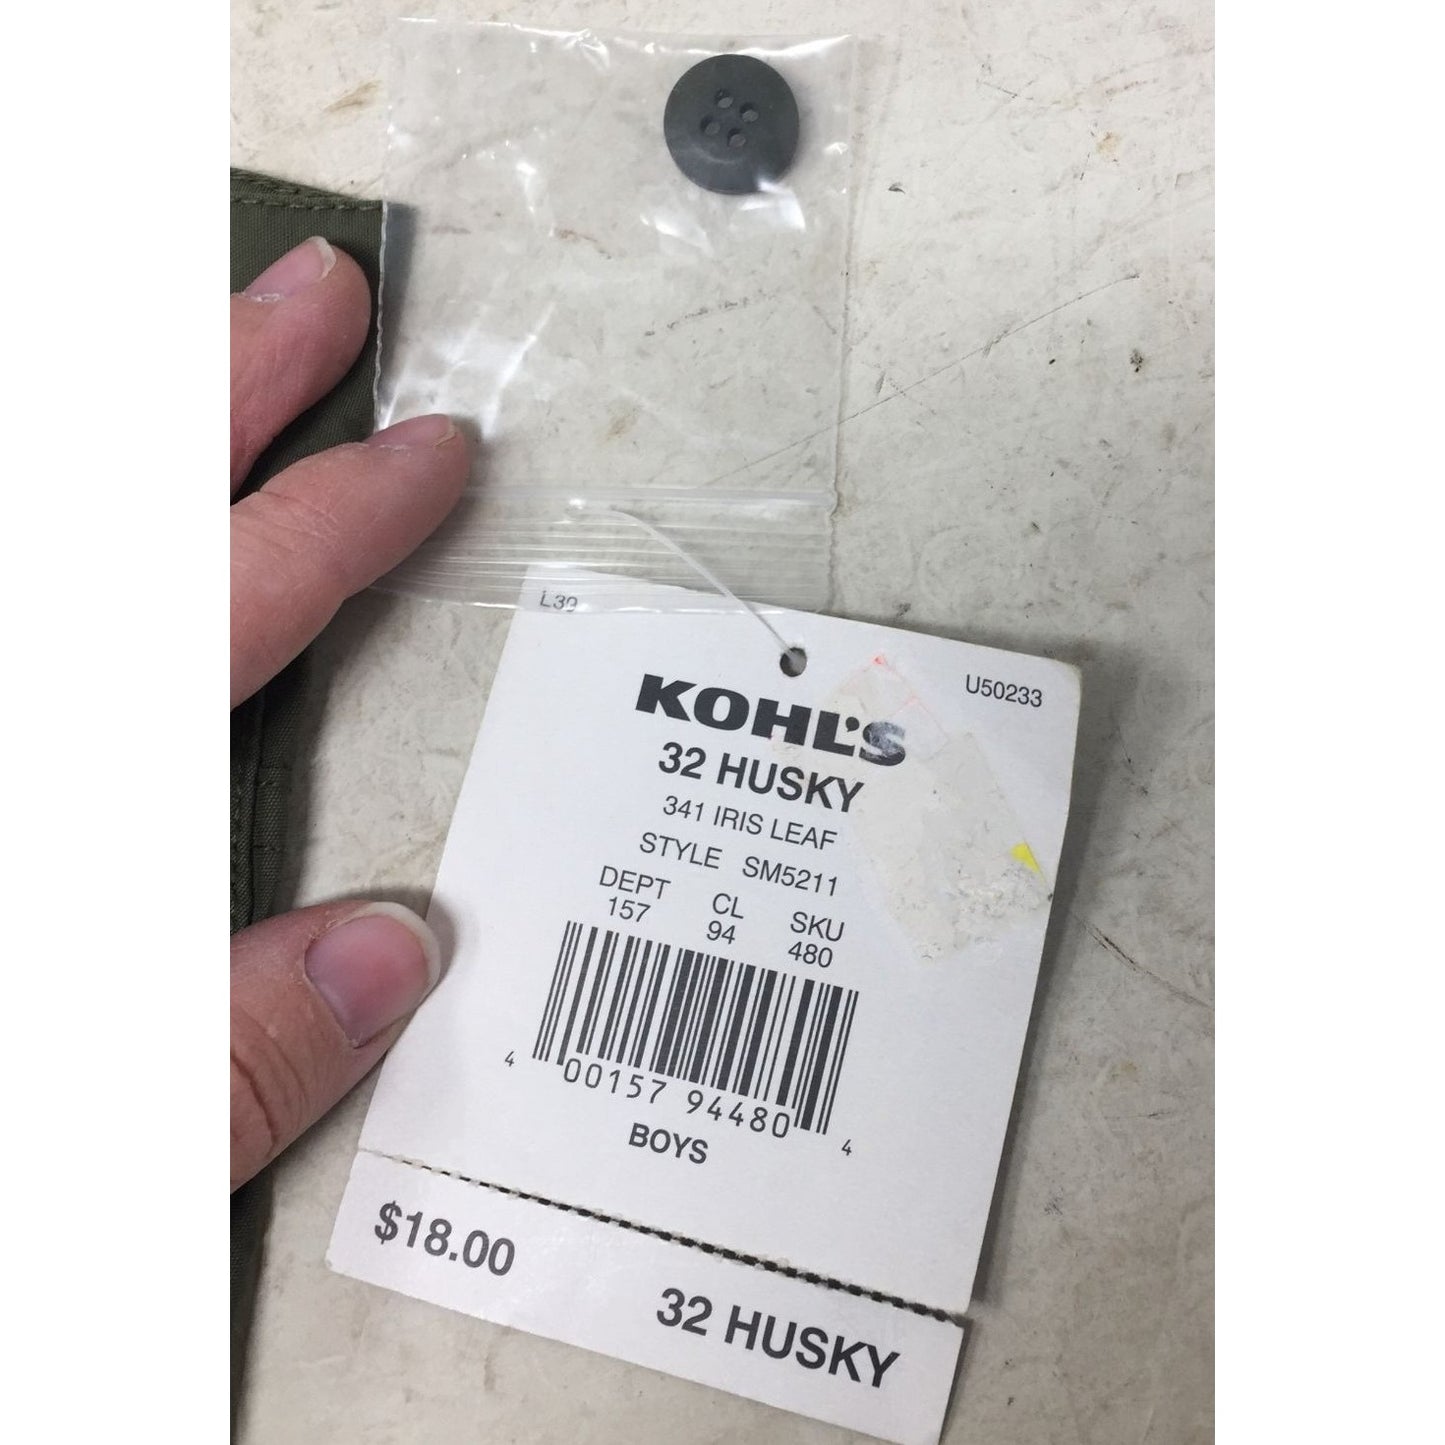 L39
U50233
KOHL'S
32 HUSKY
341 IRIS LEAF
STYLE SM5211
DEPT CL SKU
157 94 480
4 00157 94480 4
BOYS
$18.00
32 HUSKY